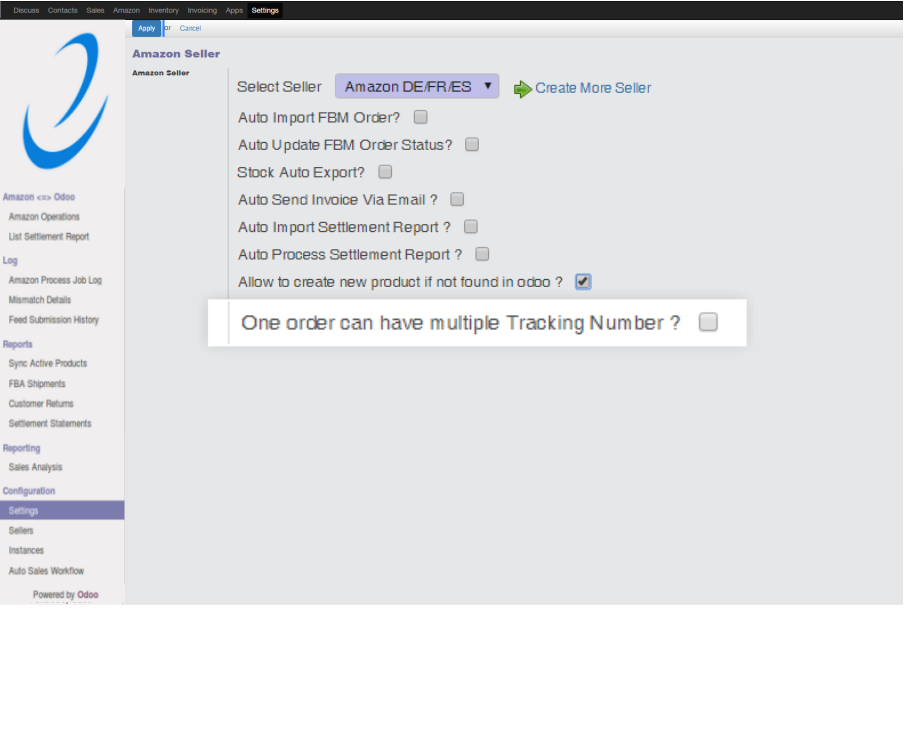 Discuss Contacts Sales Amazon Inventory Invoicing Apps Settings
Apply or Cancel
Amazon Seller
Amazon Seller
Select Seller Amazon DE/FR/ES Create More Seller
Auto Import FBM Order?
Auto Update FBM Order Status?
Stock Auto Export?
Auto Send Invoice Via Email ?
Auto Import Settlement Report ?
Auto Process Settlement Report ?
Allow to create new product if not found in odoo ?
One order can have multiple Tracking Number ?
Amazon <=> Odoo
Amazon Operations
List Settlement Report
Log
Amazon Process Job Log
Mismatch Details
Feed Submission History
Reports
Sync Active Products
FBA Shipments
Customer Returns
Settlement Statements
Reporting
Sales Analysis
Configuration
Settings
Sellers
Instances
Auto Sales Workflow
Powered by Odoo